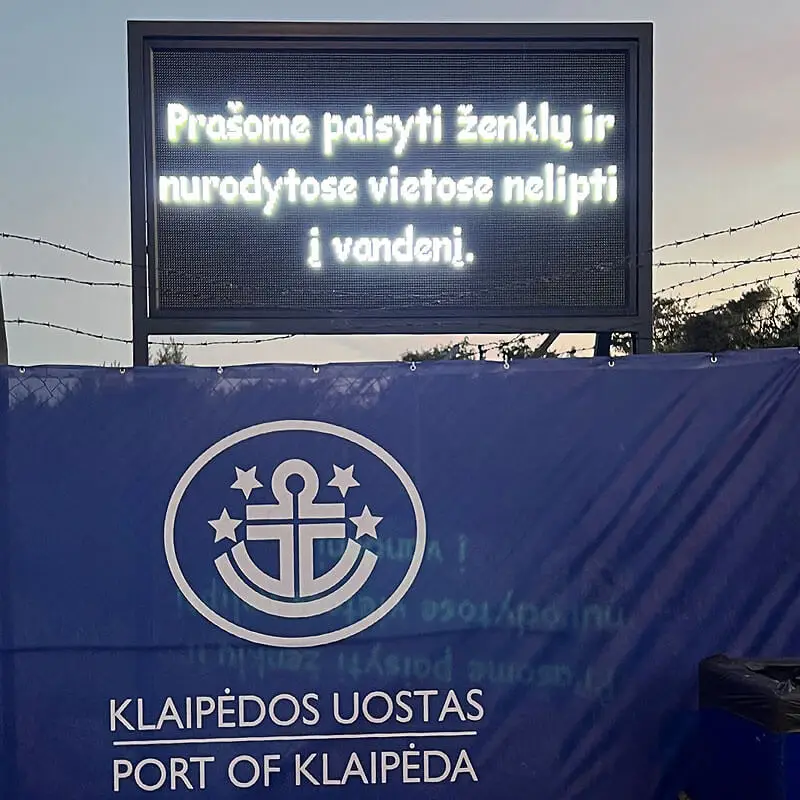 Prašome paisyti ženklų ir
nurodytose vietose nelipti
į vandenį.
KLAIPĖDOS UOSTAS
PORT OF KLAIPĖDA